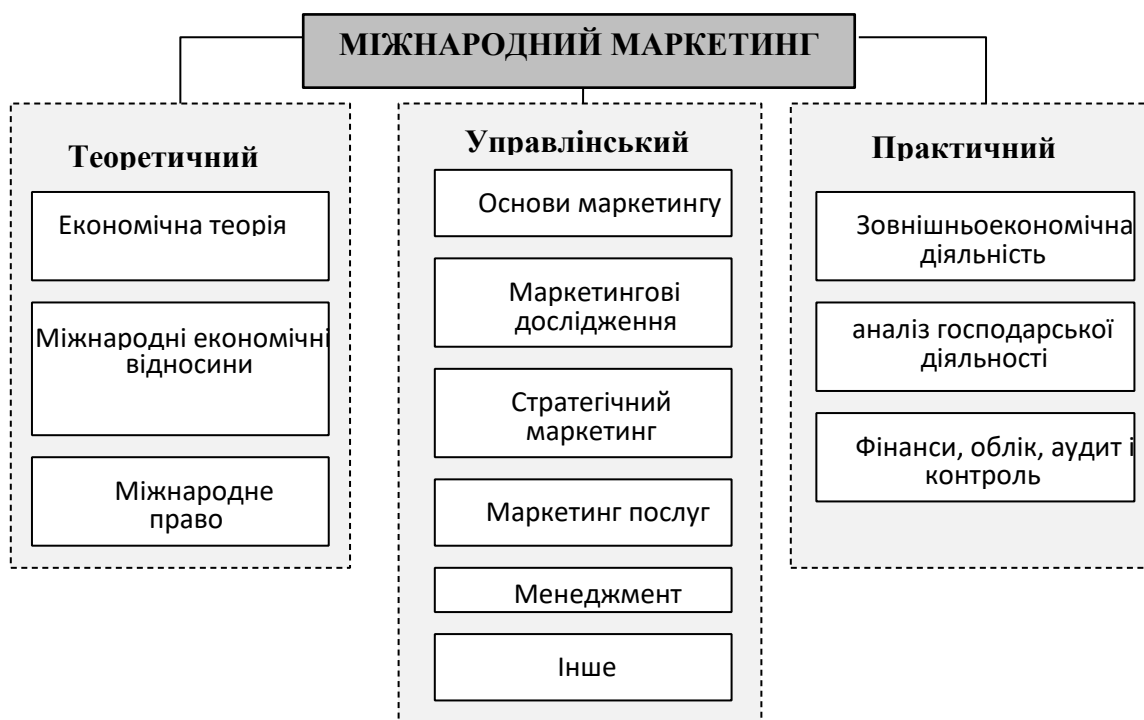 МІЖНАРОДНИЙ МАРКЕТИНГ
Теоретичний
Економічна теорія
Міжнародні економічні
відносини
Міжнародне
право
Управлінський
Основи маркетингу
Маркетингові
дослідження
Стратегічний
маркетинг
Маркетинг послуг
Менеджмент
Інше
Практичний
Зовнішньоекономічна
діяльність
аналіз господарської
діяльності
Фінанси, облік, аудит і
контроль